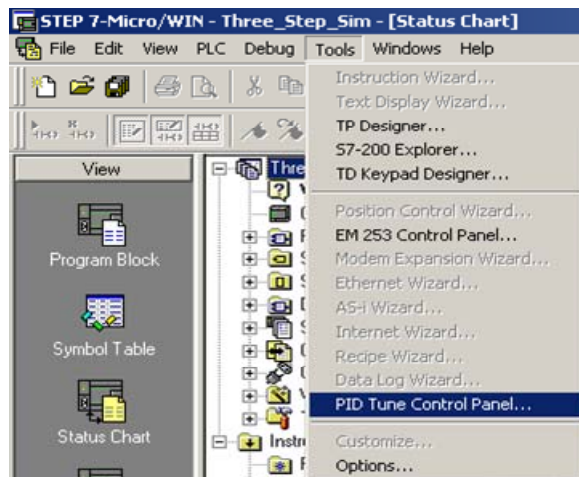 STEP 7-Micro/WIN - Three_Step_Sim - [Status Chart]
File Edit View PLC Debug Tools Windows Help
Instruction Wizard...
Text Display Wizard...
TP Designer...
S7-200 Explorer...
TD Keypad Designer...
Position Control Wizard...
EM 253 Control Panel...
Modem Expansion Wizard...
Ethernet Wizard...
AS-i Wizard...
Internet Wizard...
Recipe Wizard...
Data Log Wizard...
PID Tune Control Panel...
Customize...
Options...
View
Program Block
Symbol Table
Status Chart
Thre
Instru